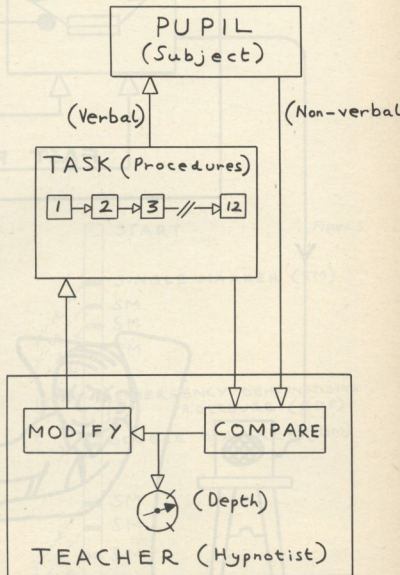 PUPIL
(Subject)
(Verbal)
(Non-verbal
TASK (Procedures)
1 2 3 12
MODIFY
COMPARE
(Depth)
TEACHER (Hypnotist)